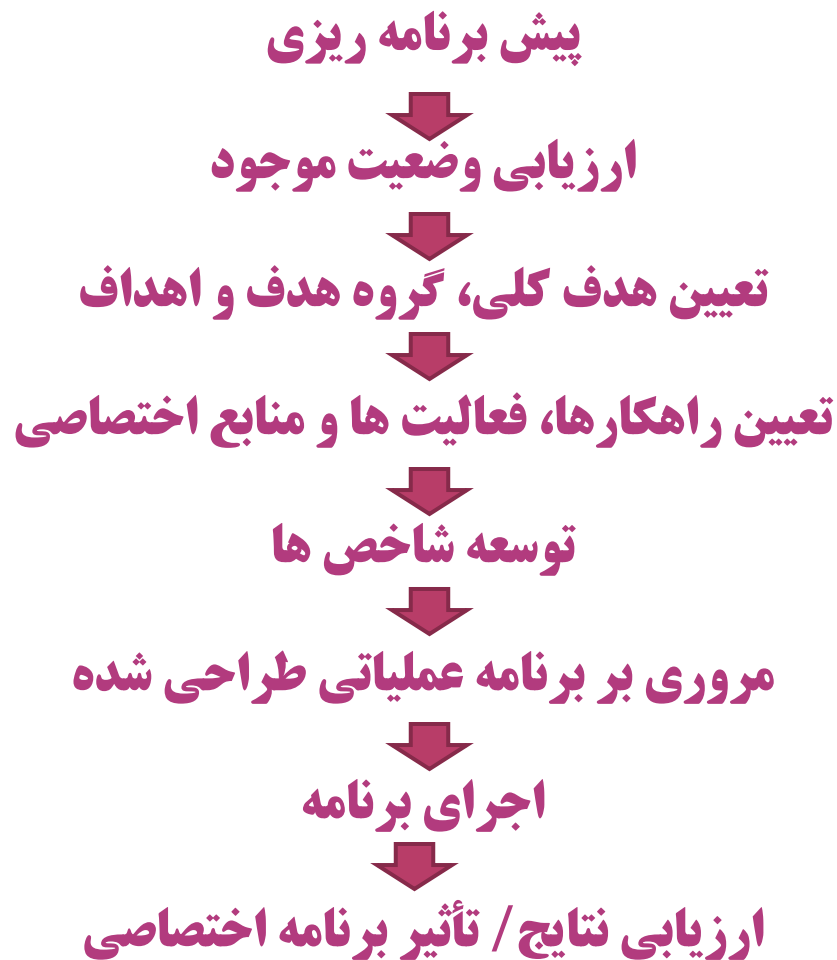 پیش برنامه ریزی
ارزیابی وضعیت موجود
تعیین هدف کلی، گروه هدف و اهداف
تعیین راهکارها، فعالیت ها و منابع اختصاصی
توسعه شاخص ها
مروری بر برنامه عملیاتی طراحی شده
اجرای برنامه
ارزیابی نتایج/ تأثیر برنامه اختصاصی